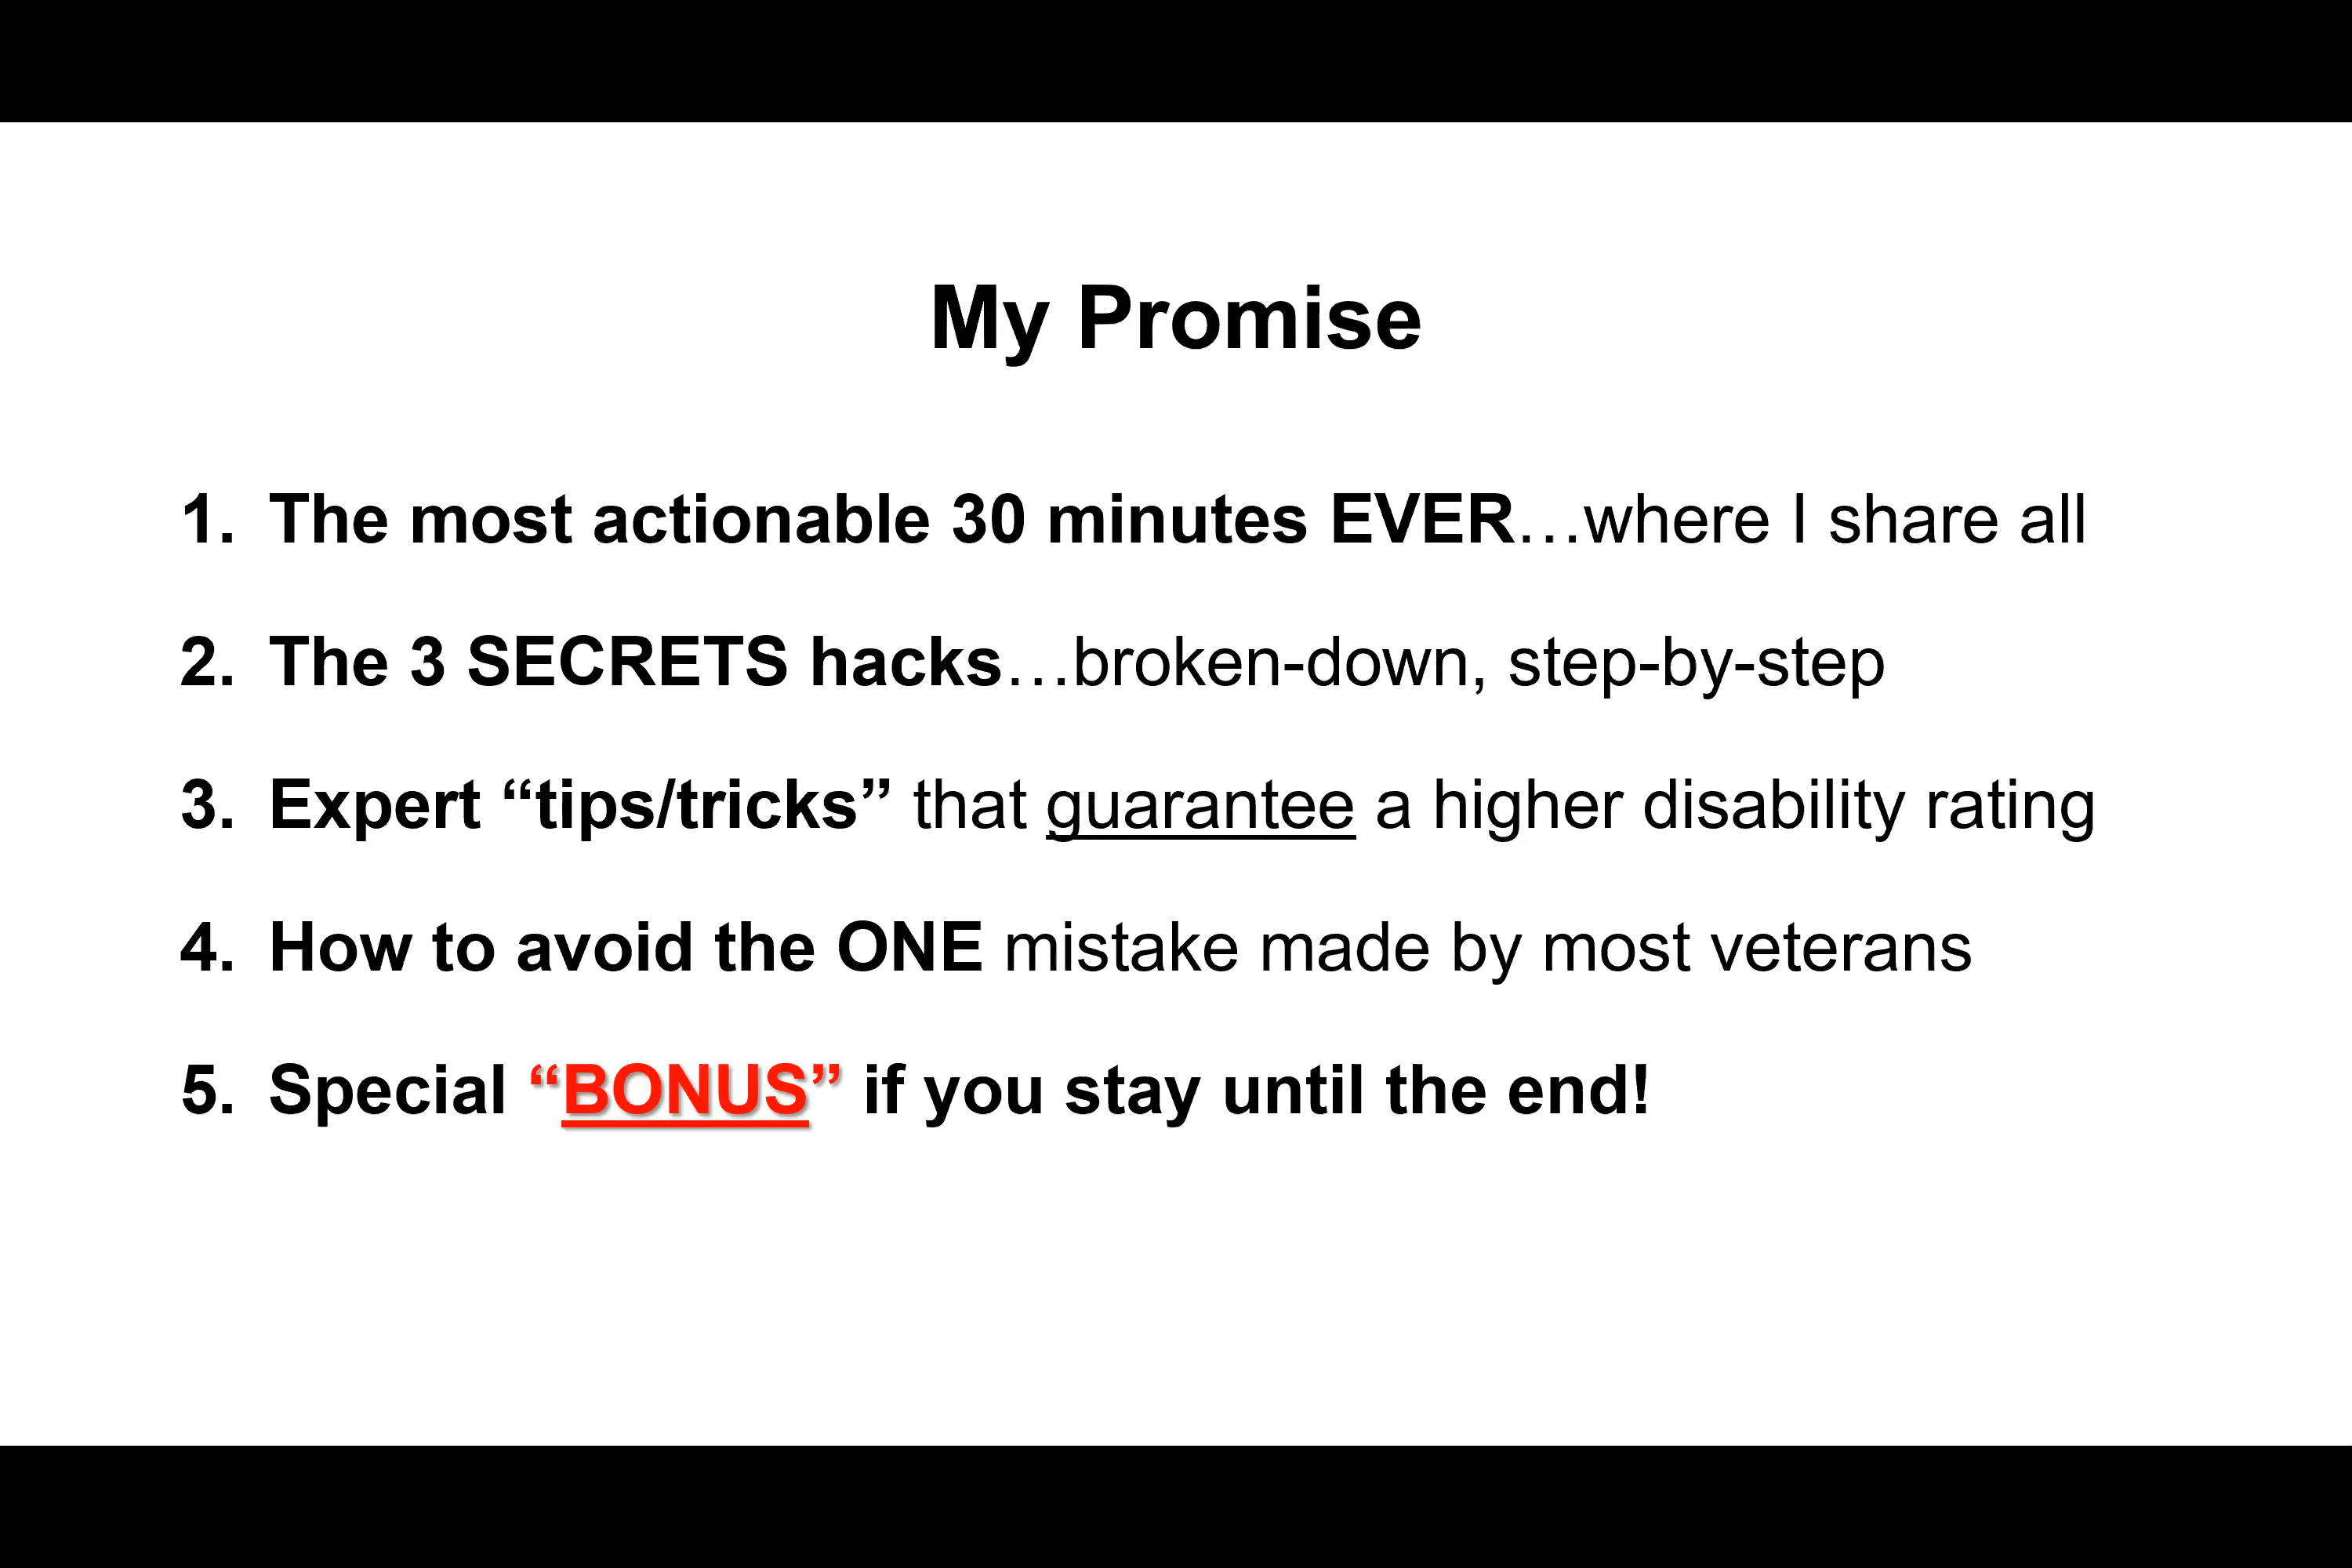 My Promise
1. The most actionable 30 minutes EVER…where I share all
2. The 3 SECRETS hacks…broken-down, step-by-step
3. Expert “tips/tricks” that guarantee a higher disability rating
4. How to avoid the ONE mistake made by most veterans
5. Special “BONUS” if you stay until the end!